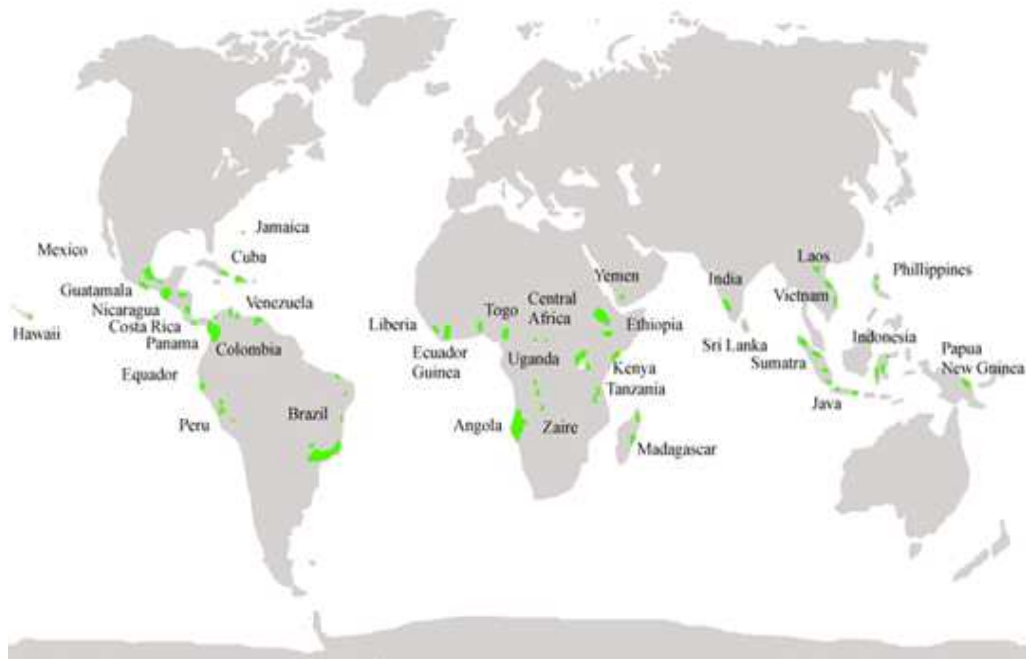 Jamaica
Mexico
Cuba
Guatamala
Nicaragua
Venezuela
Hawaii
Costa Rica
Panama
Colombia
Equador
Peru
Brazil
Liberia
Togo
Central
Africa
Yemen
Ethiopia
Ecuador
Guinea
Uganda
Kenya
Tanzania
Angola
Zaire
Madagascar
India
Laos
Phillippines
Vietnam
Sri Lanka
Sumatra
Indonesia
Papua
New Guinea
Java